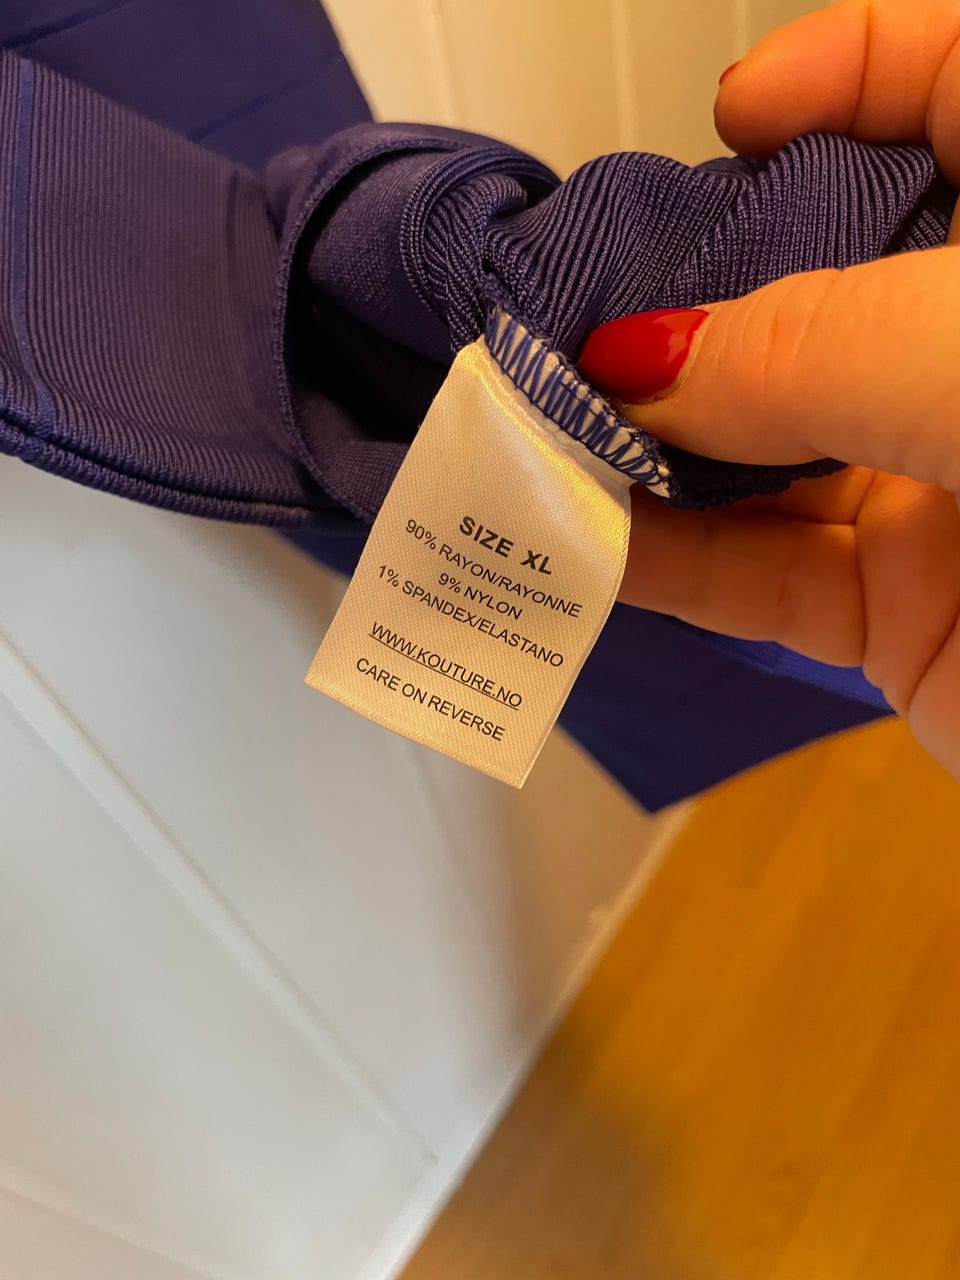 SIZE XL
90% RAYON/RAYONNE
9% NYLON
1% SPANDEX/ELASTANO
WWW.KOUTURE.NO
CARE ON REVERSE